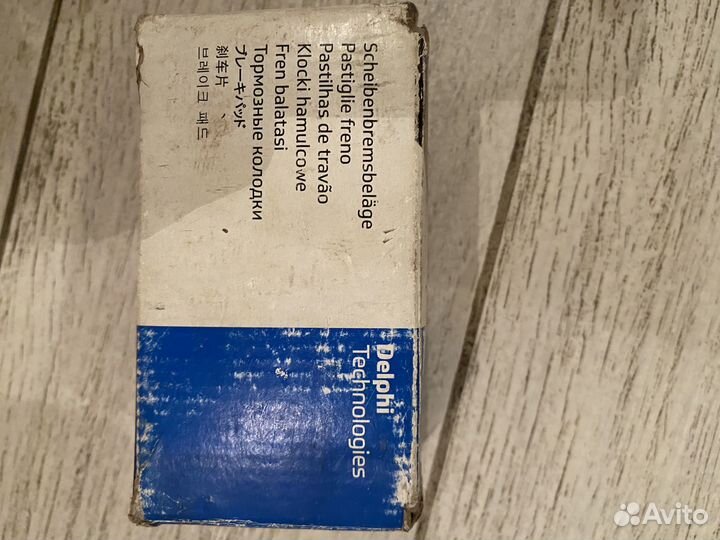 Scheibenbremsbeläge
Pastiglie freno
Pastilhas de travão
Klocki hamulcowe
Fren balatasi
Тормозные колодки
ブレーキパッド
刹车片
브레이크 패드
Delphi
Technologies
Avito